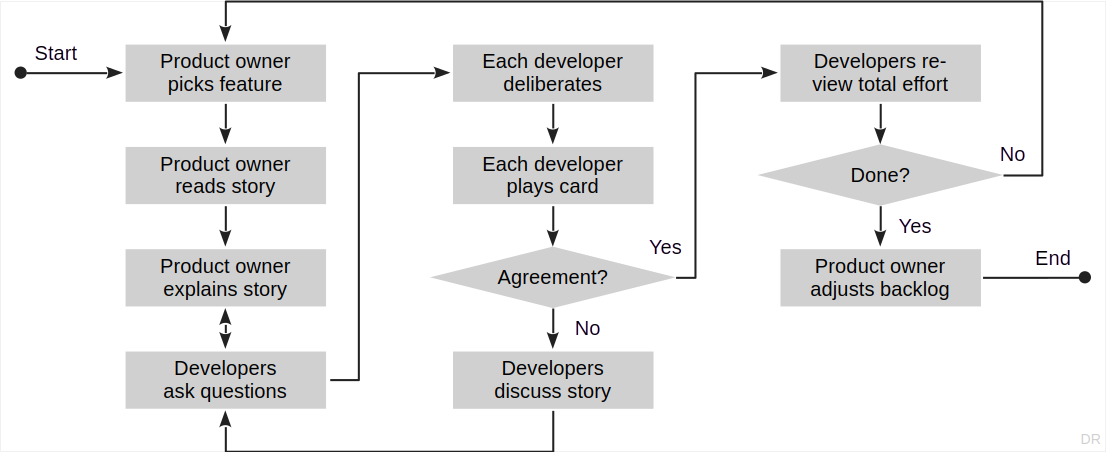 Start
Product owner
picks feature
Product owner
reads story
Product owner
explains story
Developers
ask questions
Each developer
deliberates
Each developer
plays card
Agreement?
Yes
No
Developers
discuss story
Developers re-
view total effort
Done?
No
Yes
Product owner
adjusts backlog
End
DR